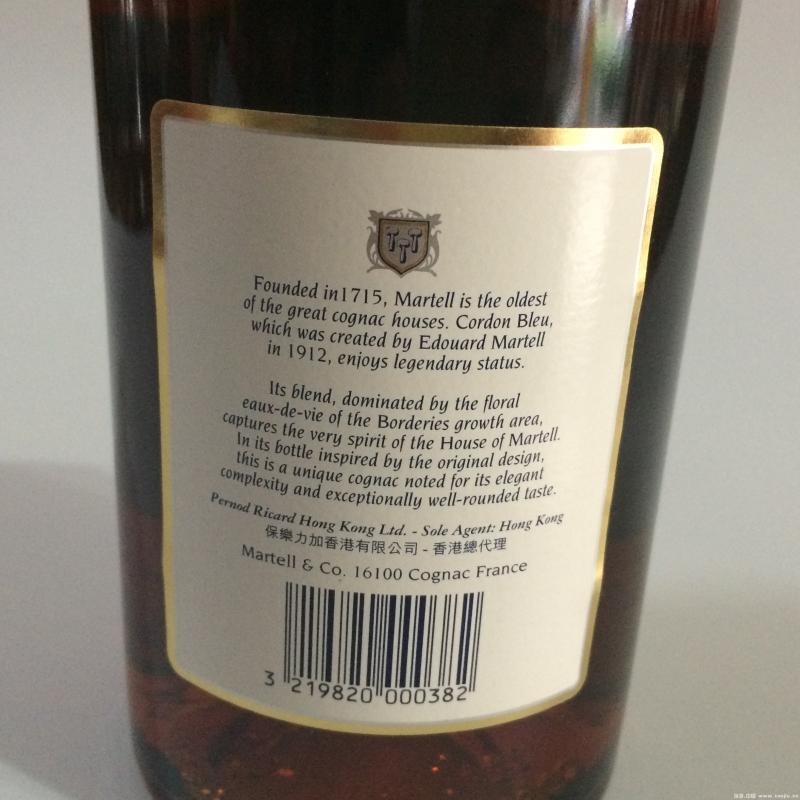 Founded in1715, Martell is the oldest
of the great cognac houses. Cordon Bleu,
which was created by Edouard Martell
in 1912, enjoys legendary status.
Its blend, dominated by the floral
eaux-de-vie of the Borderies growth area,
captures the very spirit of the House of Martell.
In its bottle inspired by the original design,
this is a unique cognac noted for its elegant
complexity and exceptionally well-rounded taste.
Pernod Ricard Hong Kong Ltd. - Sole Agent: Hong Kong
保樂力加香港有限公司 - 香港總代理
Martell & Co. 16100 Cognac France
3 219820 000382